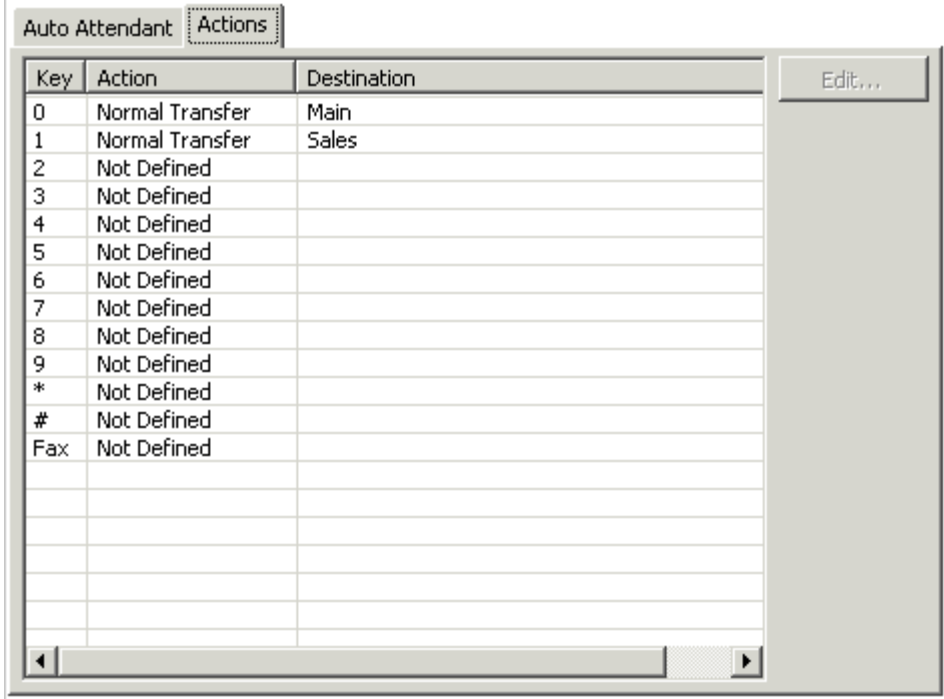 Auto Attendant Actions
Key Action Destination Edit...
0 Normal Transfer Main
1 Normal Transfer Sales
2 Not Defined
3 Not Defined
4 Not Defined
5 Not Defined
6 Not Defined
7 Not Defined
8 Not Defined
9 Not Defined
* Not Defined
# Not Defined
Fax Not Defined